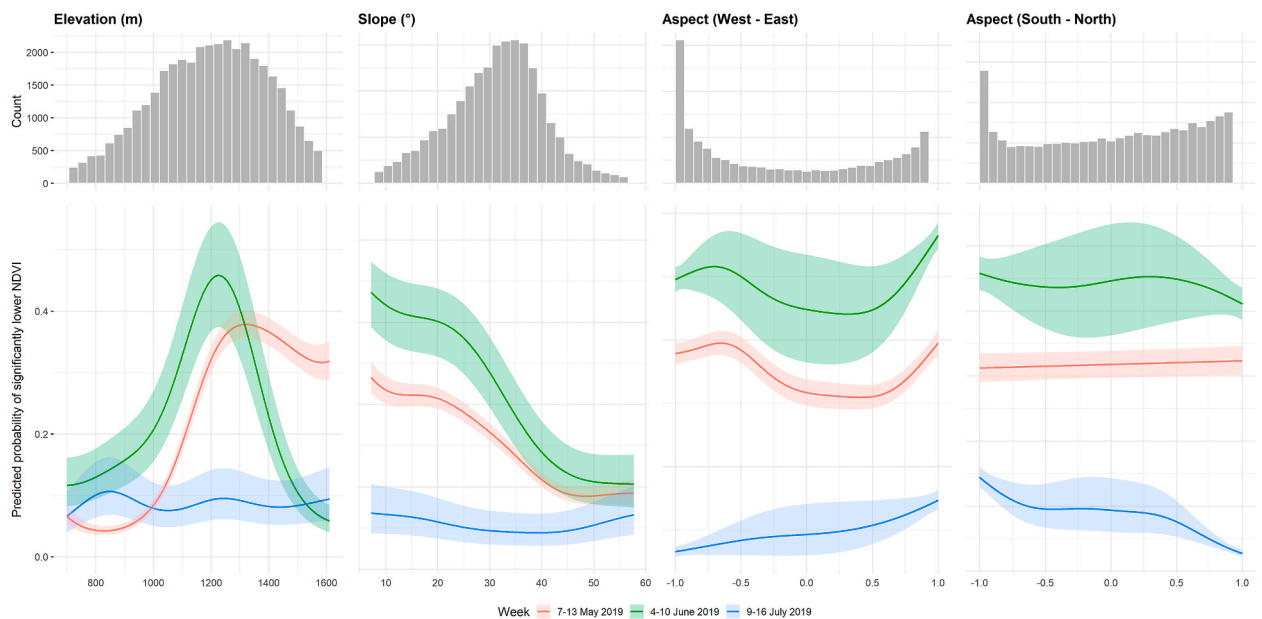 Elevation (m)
Slope (°)
Aspect (West - East)
Aspect (South - North)
Count
2000
1500
1000
500
0
Predicted probability of significantly lower NDVI
0.4
0.2
0.0
800 1000 1200 1400 1600
10 20 30 40 50 60
-1.0 -0.5 0.0 0.5 1.0
-1.0 -0.5 0.0 0.5 1.0
Week 7-13 May 2019 4-10 June 2019 9-16 July 2019